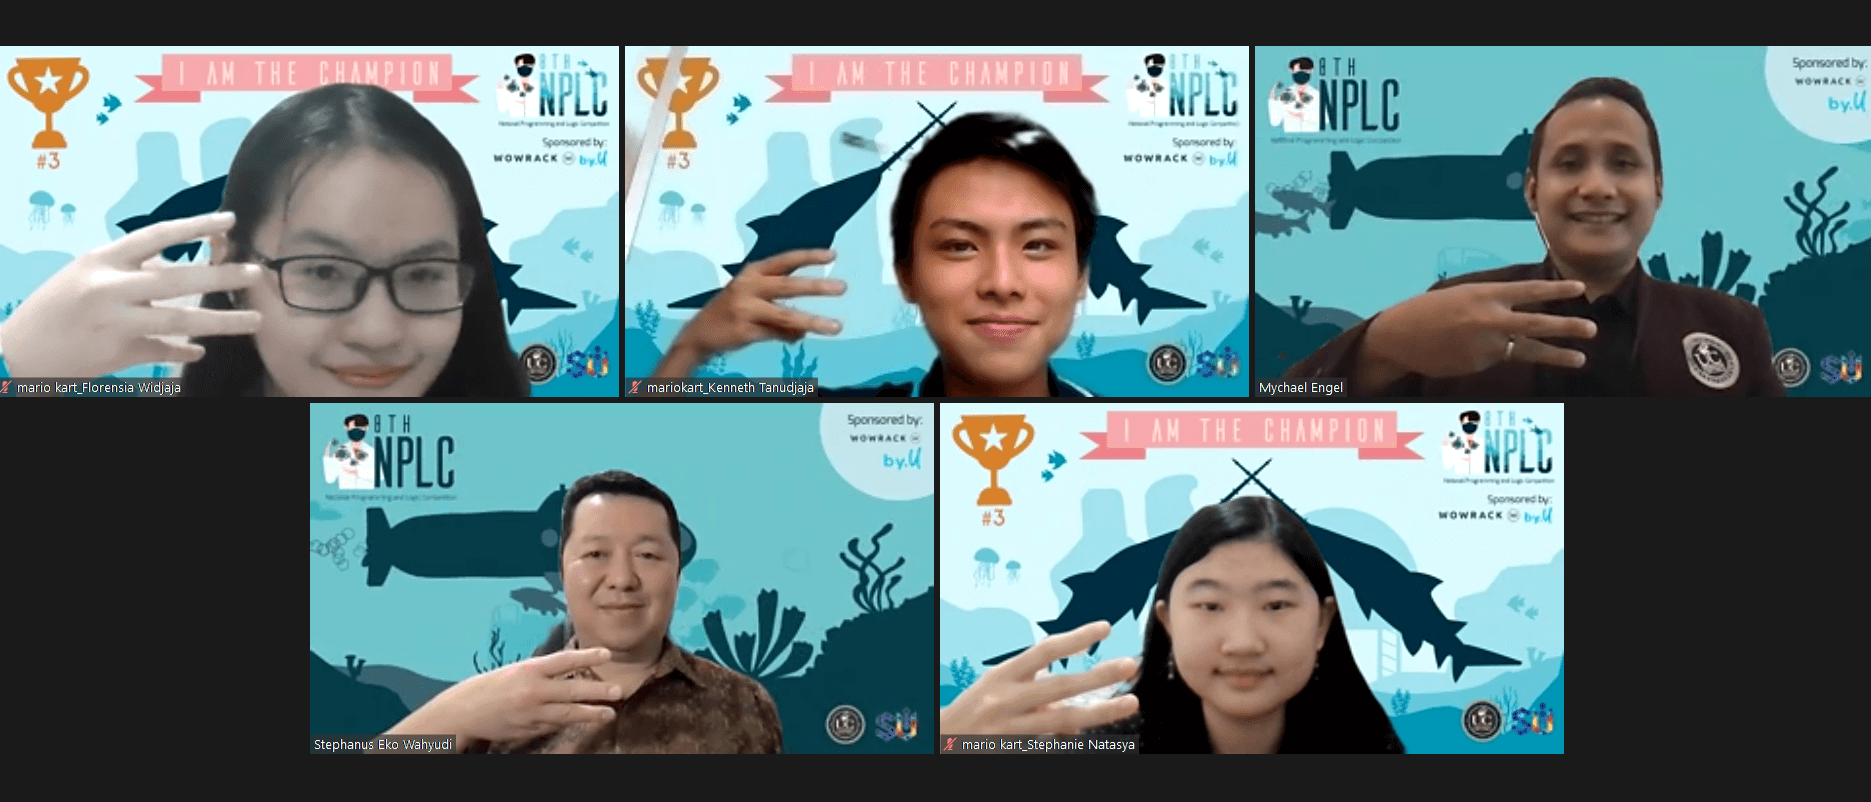 I AM THE CHAMPION
8TH
NPLC
National Programming and Logic Competition
Sponsored by:
WOWRACK
by.U
#3
mario kart_Florensia Widjaja
I AM THE CHAMPION
8TH
NPLC
National Programming and Logic Competition
Sponsored by:
WOWRACK
by.U
#3
mariokart_Kenneth Tanudjaja
8TH
NPLC
National Programming and Logic Competition
Sponsored by:
WOWRACK
by.U
Mychael Engel
8TH
NPLC
National Programming and Logic Competition
Sponsored by:
WOWRACK
by.U
Stephanus Eko Wahyudi
I AM THE CHAMPION
8TH
NPLC
National Programming and Logic Competition
Sponsored by:
WOWRACK
by.U
#3
mario kart_Stephanie Natasya